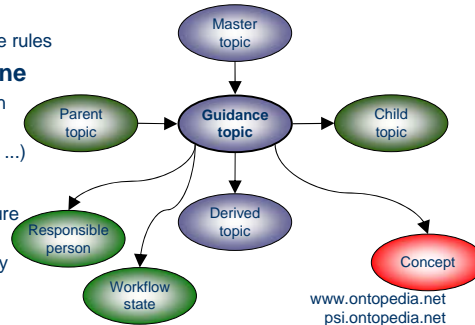 e rules
ne
n
...)
ure
y
Master
topic
Parent
topic
Guidance
topic
Child
topic
Responsible
person
Derived
topic
Workflow
state
Concept
www.ontopedia.net
psi.ontopedia.net